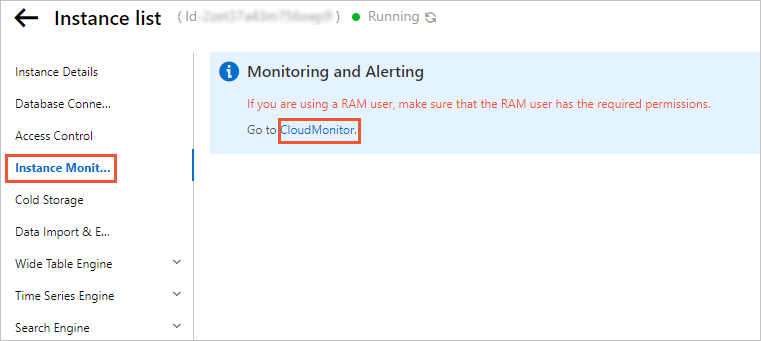 Instance list ( Id ) Running
Instance Details
Database Conne...
Access Control
Instance Monit...
Cold Storage
Data Import & E...
Wide Table Engine
Time Series Engine
Search Engine
Monitoring and Alerting
If you are using a RAM user, make sure that the RAM user has the required permissions.
Go to CloudMonitor.